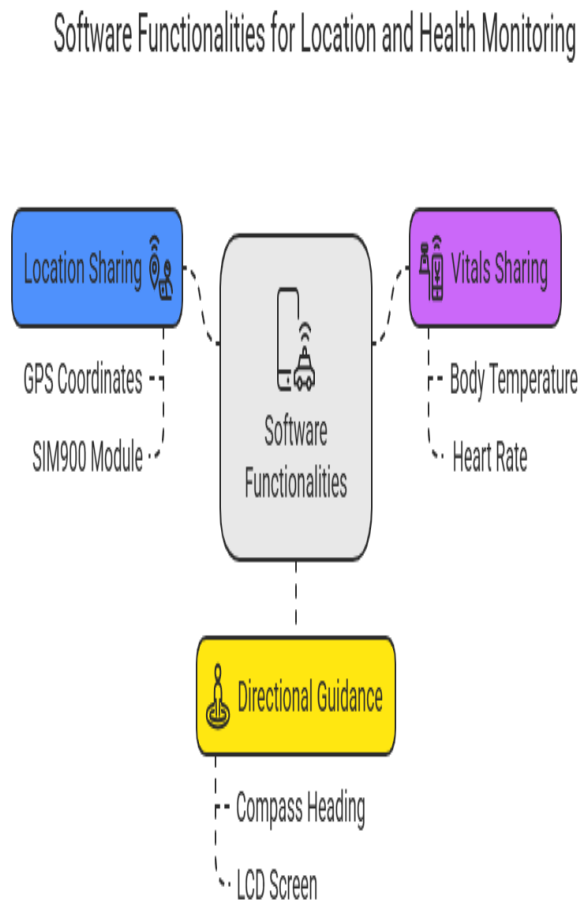 Software Functionalities for Location and Health Monitoring
Location Sharing
GPS Coordinates
SIM900 Module
Software
Functionalities
Vitals Sharing
Body Temperature
Heart Rate
Directional Guidance
Compass Heading
LCD Screen